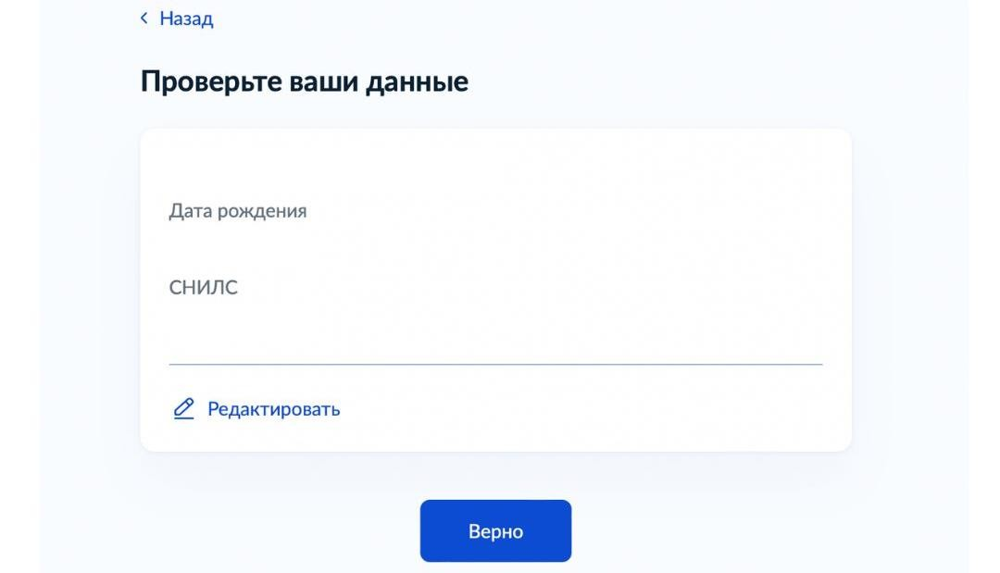 Назад
Проверьте ваши данные
Дата рождения
СНИЛС
Редактировать
Верно